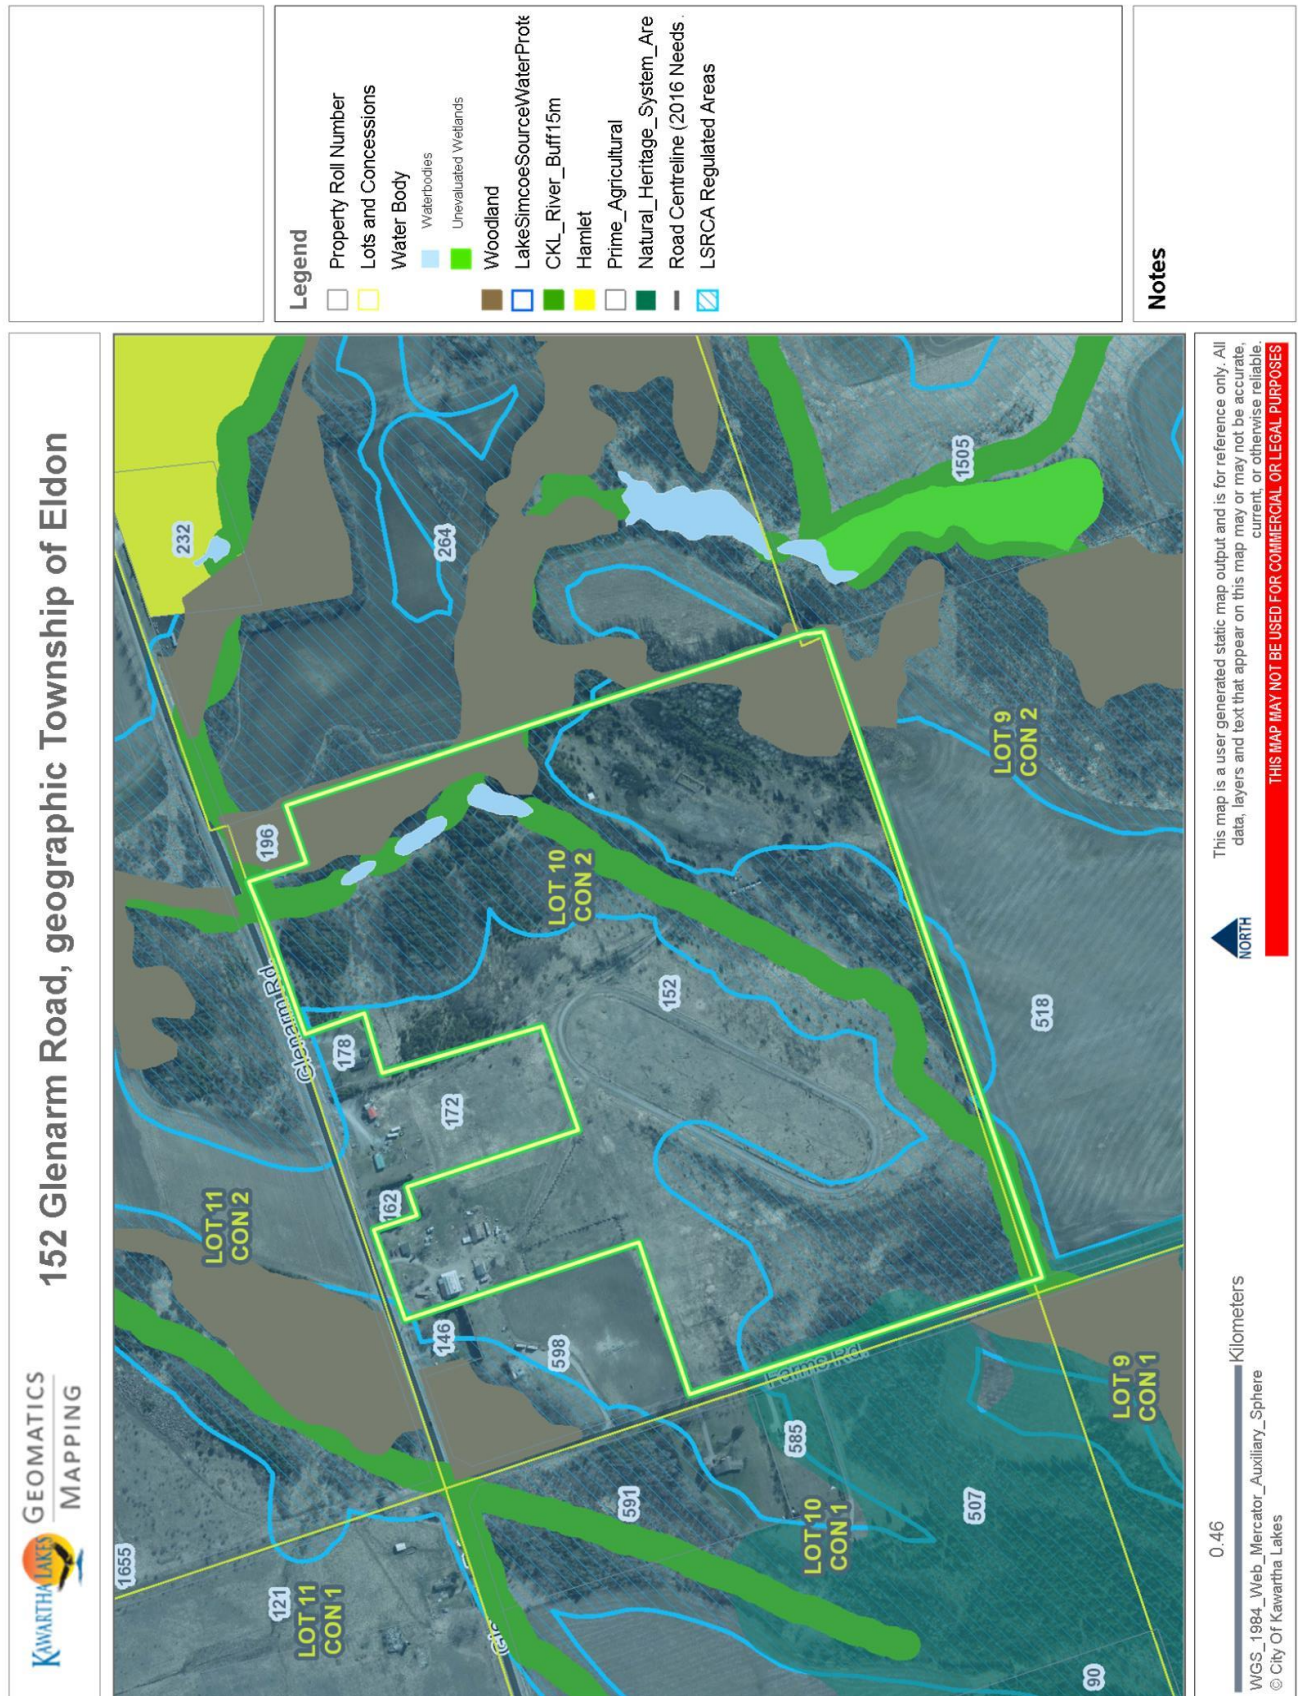 KAWARTHA LAKES
GEOMATICS
MAPPING
152 Glenarm Road, geographic Township of Eldon
Legend
Property Roll Number
Lots and Concessions
Water Body
Waterbodies
Unevaluated Wetlands
Woodland
LakeSimcoeSourceWaterProte
CKL_River_Buff15m
Hamlet
Prime_Agricultural
Natural_Heritage_System_Are
Road Centreline (2016 Needs
LSRCA Regulated Areas
Notes
1655
121
LOT 11
CON 1
LOT 11
CON 2
232
Glenarm Rd.
196
178
264
162
172
146
598
LOT 10
CON 2
152
591
585
Farms Rd.
LOT 10
CON 1
507
90
1505
LOT 9
CON 2
518
LOT 9
CON 1
0.46
Kilometers
WGS_1984_Web_Mercator_Auxiliary_Sphere
© City Of Kawartha Lakes
NORTH
This map is a user generated static map output and is for reference only. All
data, layers and text that appear on this map may or may not be accurate,
current, or otherwise reliable.
THIS MAP MAY NOT BE USED FOR COMMERCIAL OR LEGAL PURPOSES